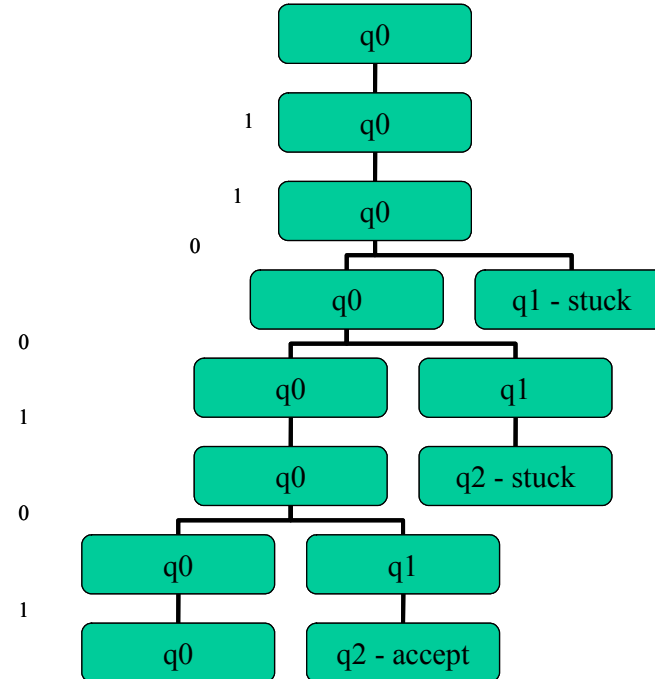 q0
1 q0
1 q0
0
q0 q1 - stuck
0
q0 q1
1
q0 q2 - stuck
0
q0 q1
1
q0 q2 - accept